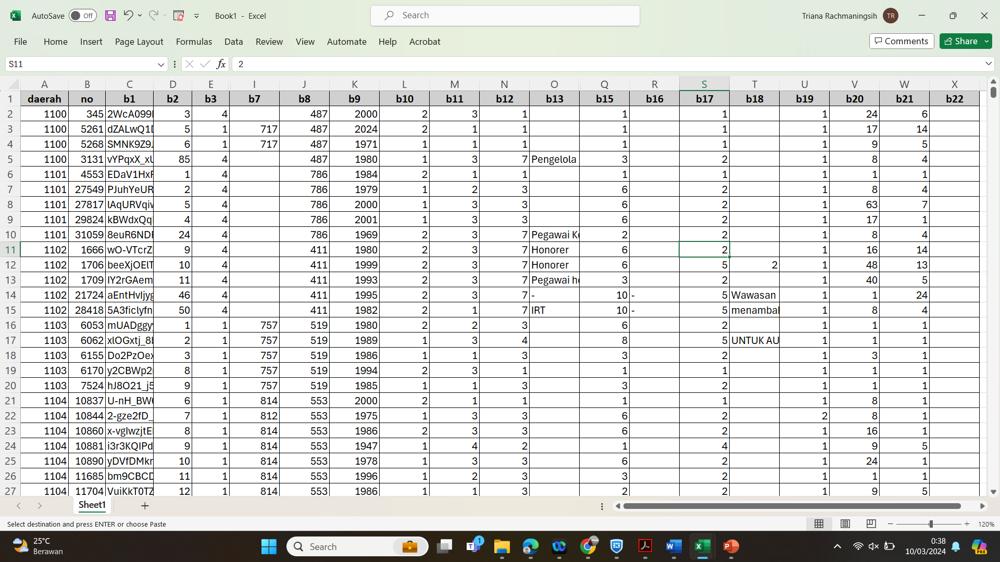 AutoSave Off Book1 - Excel Search Triana Rachmaningsih TR
File Home Insert Page Layout Formulas Data Review View Automate Help Acrobat Comments Share
S11 fx 2
A B C D E I J K L M N O Q R S T U V W X
1 daerah no b1 b2 b3 b7 b8 b9 b10 b11 b12 b13 b15 b16 b17 b18 b19 b20 b21 b22
2 1100 345 2WcA099 3 4 487 2000 2 3 1 1 1 1 24 6
3 1100 5261 dZALwQ1 5 1 717 487 2024 2 1 1 1 1 1 17 14
4 1100 5268 SMNK9Z9 6 1 717 487 1971 1 1 1 1 1 1 9 5
5 1100 3131 vYPqxX_x 85 4 487 1980 1 3 7 Pengelola 3 2 1 8 4
6 1101 4553 EDaV1Hx 1 4 786 1984 2 1 1 1 1 1 1 1
7 1101 27549 PJuhYeUR 2 4 786 1979 1 2 3 6 2 1 8 4
8 1101 27817 lAqURVqi 5 4 786 2000 1 3 3 6 2 1 63 7
9 1101 29824 kBWdxQq 4 4 786 2001 1 3 3 6 2 1 17 1
10 1101 31059 8euR6ND 24 4 786 1969 2 3 7 Pegawai K 2 2 1 8 4
11 1102 1666 wO-VTcrZ 9 4 411 1980 2 3 7 Honorer 6 2 1 16 14
12 1102 1706 beeXjOElT 10 4 411 1999 2 3 7 Honorer 6 5 2 1 48 13
13 1102 1709 IY2rGAem 11 4 411 1993 2 3 7 Pegawai h 3 2 1 40 5
14 1102 21724 aEntHvIjyg 46 4 411 1995 2 3 7 - 10 - 5 Wawasan 1 1 24
15 1102 28418 5A3ficlyfn 50 4 411 1982 2 1 7 IRT 10 - 5 menamba 1 8 4
16 1103 6053 mUADggy 1 1 757 519 1980 2 2 3 6 2 1 1 1
17 1103 6062 xlOGxtj_8 2 1 757 519 1989 1 3 4 8 5 UNTUK AU 1 1 1
18 1103 6155 Do2PzOex 3 1 757 519 1986 1 1 3 3 2 1 3 1
19 1103 6170 y2CBWp2 8 1 757 519 1994 2 3 1 1 1 1 1 1
20 1103 7524 hJ8O21_j5 9 1 757 519 1985 1 1 3 3 2 1 1 1
21 1104 10837 U-nH_BW 6 1 814 553 2000 2 1 1 1 1 1 8 1
22 1104 10844 2-gze2fD_ 7 1 812 553 1975 1 3 3 6 2 2 8 1
23 1104 10860 x-vgIwzjtE 8 1 814 553 1986 2 3 3 6 2 1 16 1
24 1104 10881 i3r3KQIPd 9 1 814 553 1947 1 4 2 1 4 1 9 5
25 1104 10890 yDVfDMkr 10 1 814 553 1978 1 3 3 6 2 1 24 1
26 1104 11685 bm9CBCD 11 1 814 553 1996 1 2 3 3 2 1 1 1
27 1104 11704 VuiKkT0TZ 12 1 814 553 1986 1 1 3 2 2 1 9 5
Sheet1
Select destination and press ENTER or choose Paste 120%
25°C
Berawan
Search 1
0:38
10/03/2024
PRE